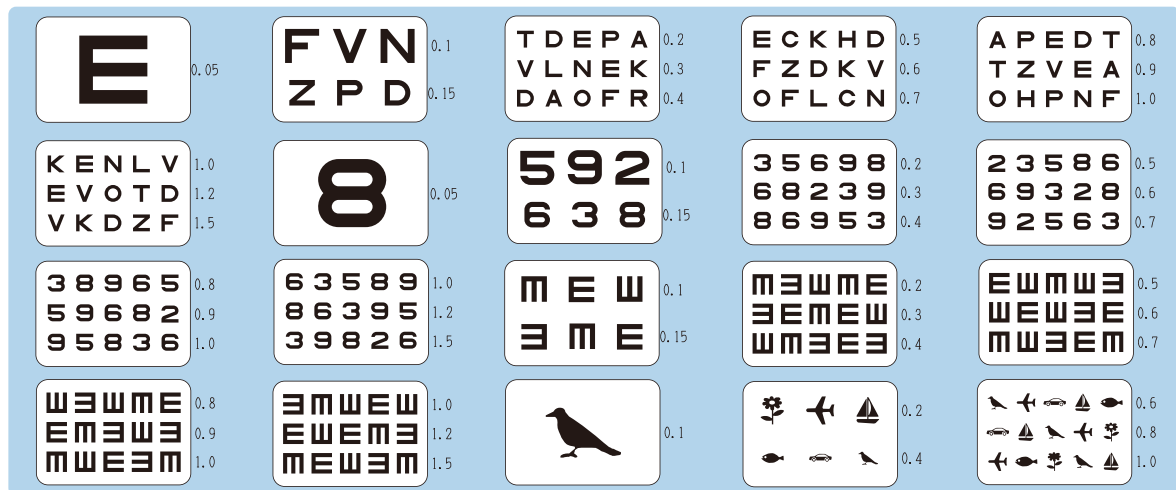 E 0.05
F V N 0.1
Z P D 0.15
T D E P A 0.2
V L N E K 0.3
D A O F R 0.4
E C K H D 0.5
F Z D K V 0.6
O F L C N 0.7
A P E D T 0.8
T Z V E A 0.9
O H P N F 1.0
K E N L V 1.0
E V O T D 1.2
V K D Z F 1.5
8 0.05
5 9 2 0.1
6 3 8 0.15
3 5 6 9 8 0.2
6 8 2 3 9 0.3
8 6 9 5 3 0.4
2 3 5 8 6 0.5
6 9 3 2 8 0.6
9 2 5 6 3 0.7
3 8 9 6 5 0.8
5 9 6 8 2 0.9
9 5 8 3 6 1.0
6 3 5 8 9 1.0
8 6 3 9 5 1.2
3 9 8 2 6 1.5
m E Ш 0.1
Ǝ m E 0.15
m Ǝ Ш m E 0.2
Ǝ E m E Ш 0.3
Ш m Ǝ E Ǝ 0.4
E Ш m Ш Ǝ 0.5
Ш E Ш Ǝ E 0.6
m Ш Ǝ E m 0.7
Ш Ǝ Ш m E 0.8
E m Ǝ Ш Ǝ 0.9
m Ш E Ǝ m 1.0
Ǝ m Ш E Ш 1.0
E Ш E m Ǝ 1.2
m E Ш Ǝ m 1.5
0.1
0.2
0.4
0.6
0.8
1.0